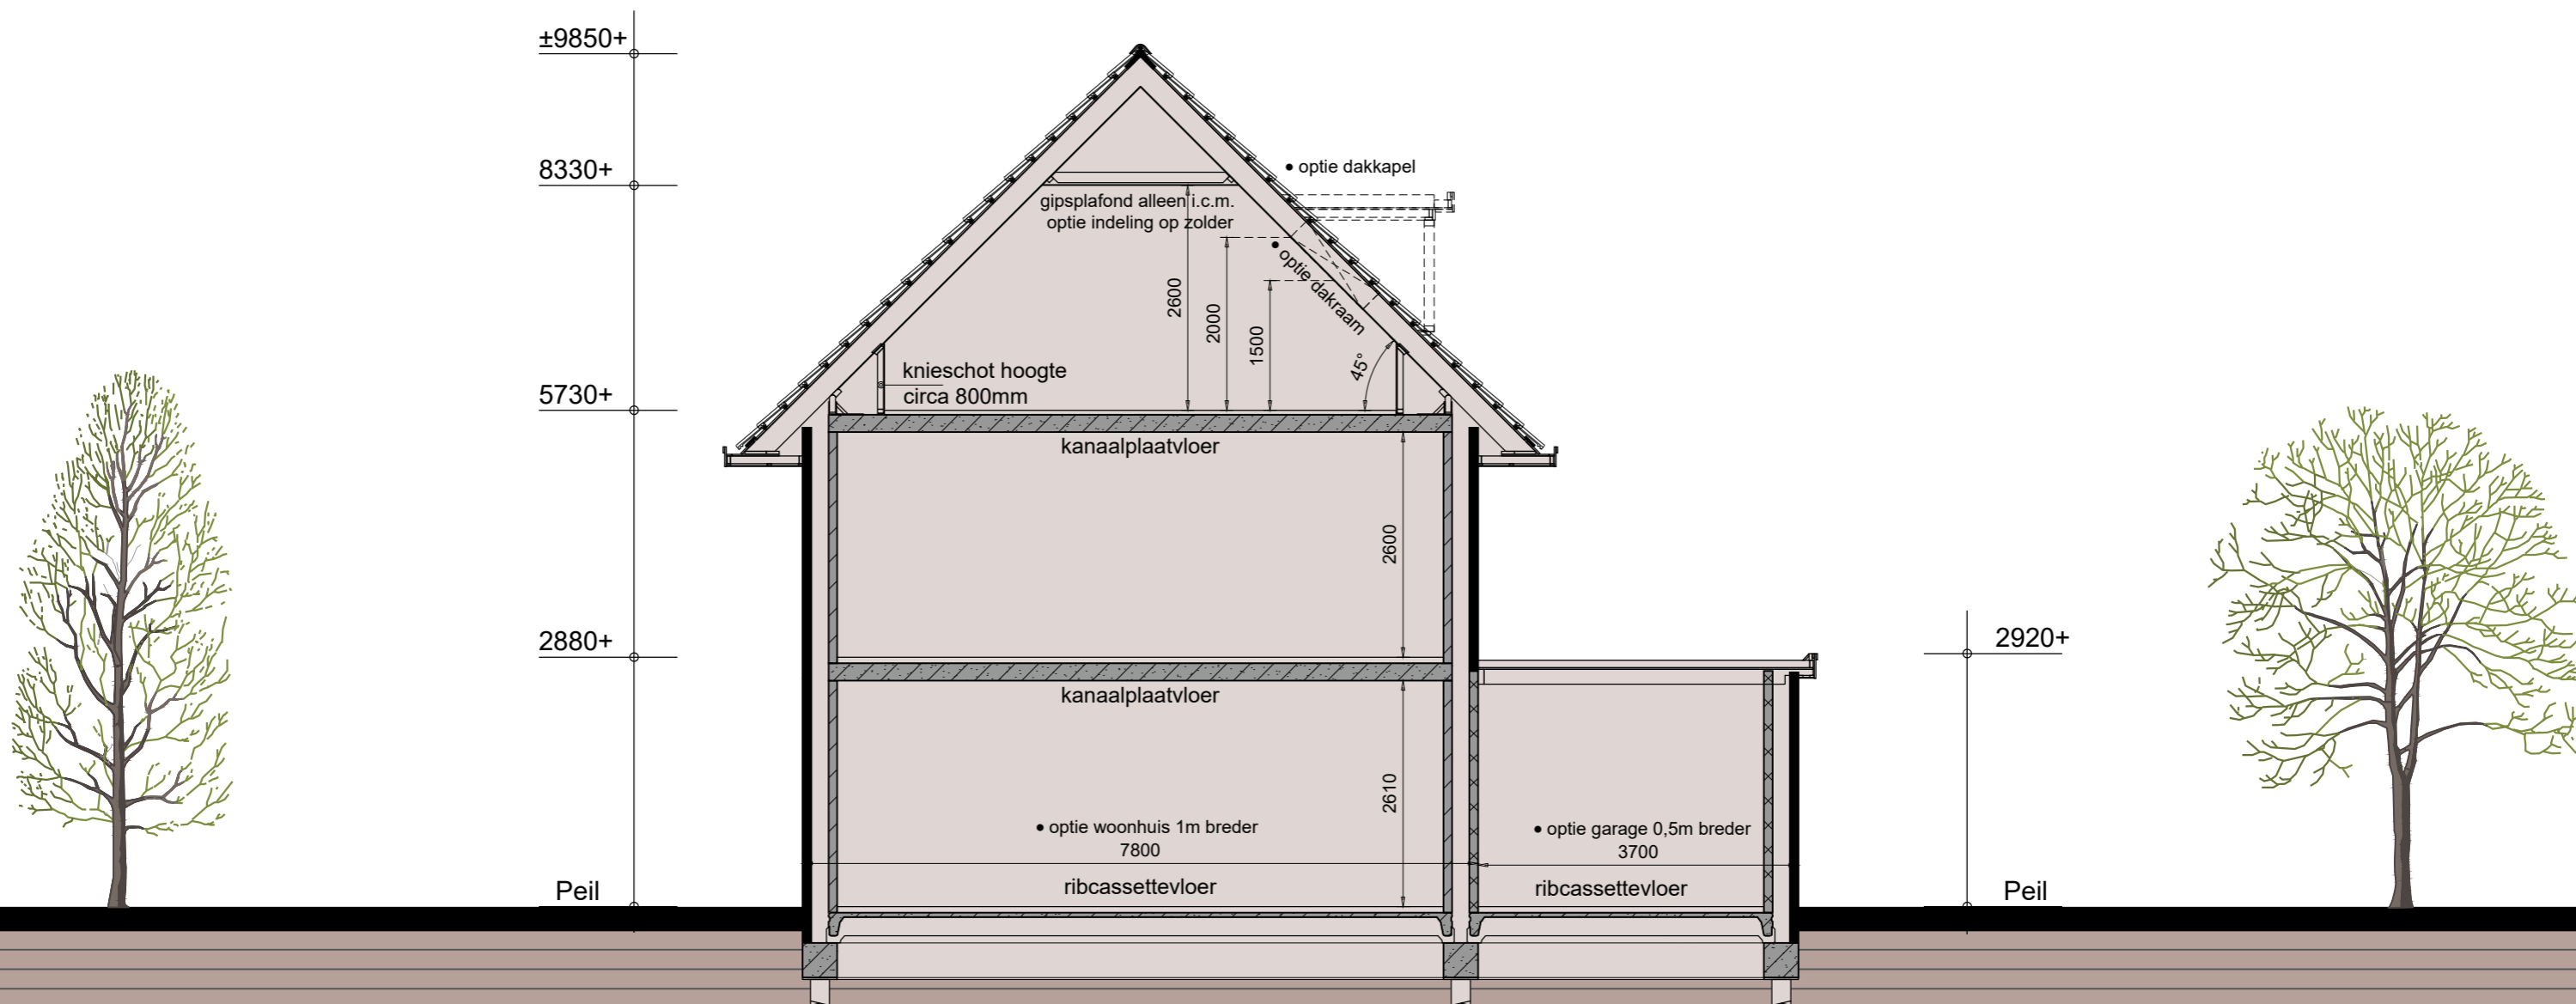 ±9850+
• optie dakkapel
8330+
gipsplafond alleen i.c.m.
optie indeling op zolder
• optie dakraam
2600
2000
1500
45°
knieschot hoogte
circa 800mm
5730+
kanaalplaatvloer
2600
2880+
2920+
kanaalplaatvloer
2610
• optie woonhuis 1m breder
7800
• optie garage 0,5m breder
3700
ribcassettevloer
ribcassettevloer
Peil
Peil